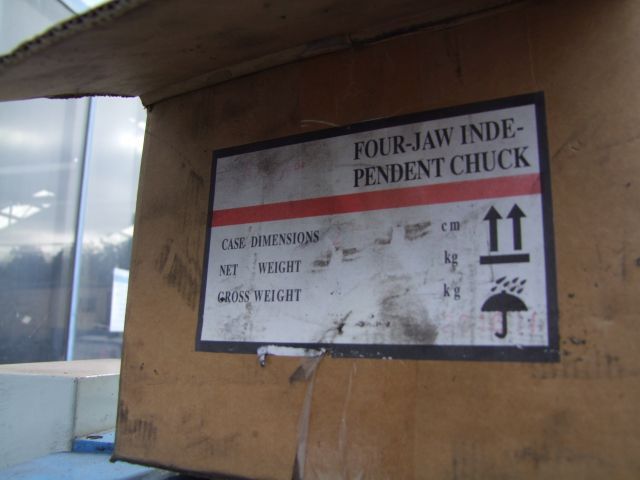 FOUR-JAW INDE-
PENDENT CHUCK
CASE DIMENSIONS cm
NET WEIGHT kg
GROSS WEIGHT kg